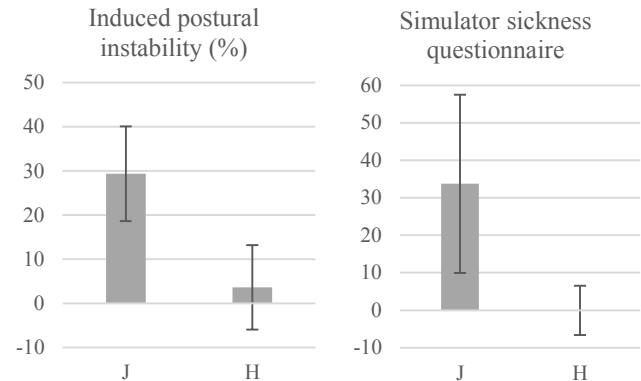 Induced postural
instability (%)
50
40
30
20
10
0
-10
J
H
Simulator sickness
questionnaire
60
50
40
30
20
10
0
-10
J
H